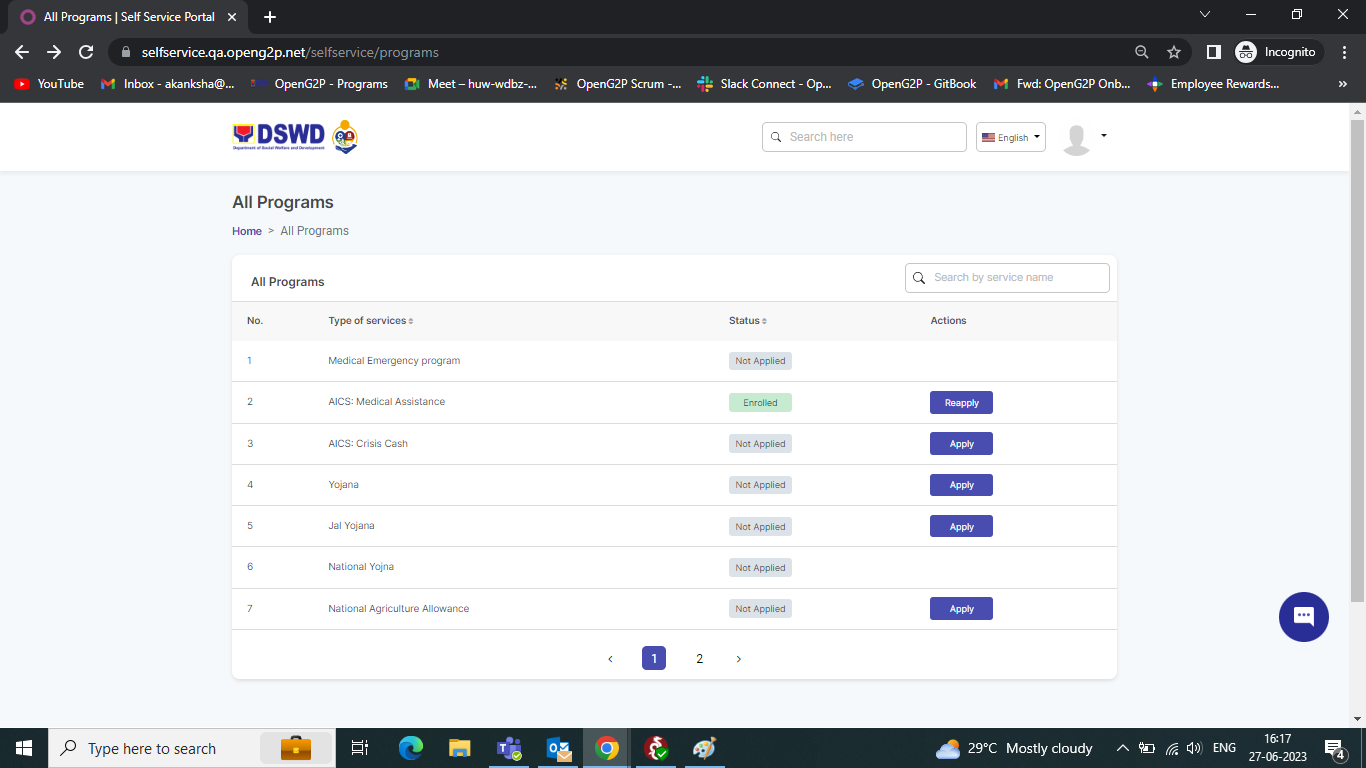 All Programs | Self Service Portal
selfservice.qa.openg2p.net/selfservice/programs
Incognito
YouTube
Inbox - akanksha@...
OpenG2P - Programs
Meet – huw-wdbz-...
OpenG2P Scrum -...
Slack Connect - Op...
OpenG2P - GitBook
Fwd: OpenG2P Onb...
Employee Rewards...
DSWD
Department of Social Welfare and Development
Search here
English
All Programs
Home > All Programs
All Programs
Search by service name
No. Type of services Status Actions
1 Medical Emergency program Not Applied
2 AICS: Medical Assistance Enrolled Reapply
3 AICS: Crisis Cash Not Applied Apply
4 Yojana Not Applied Apply
5 Jal Yojana Not Applied Apply
6 National Yojna Not Applied
7 National Agriculture Allowance Not Applied Apply
‹ 1 2 ›
Type here to search
29°C Mostly cloudy
ENG
16:17
27-06-2023
4